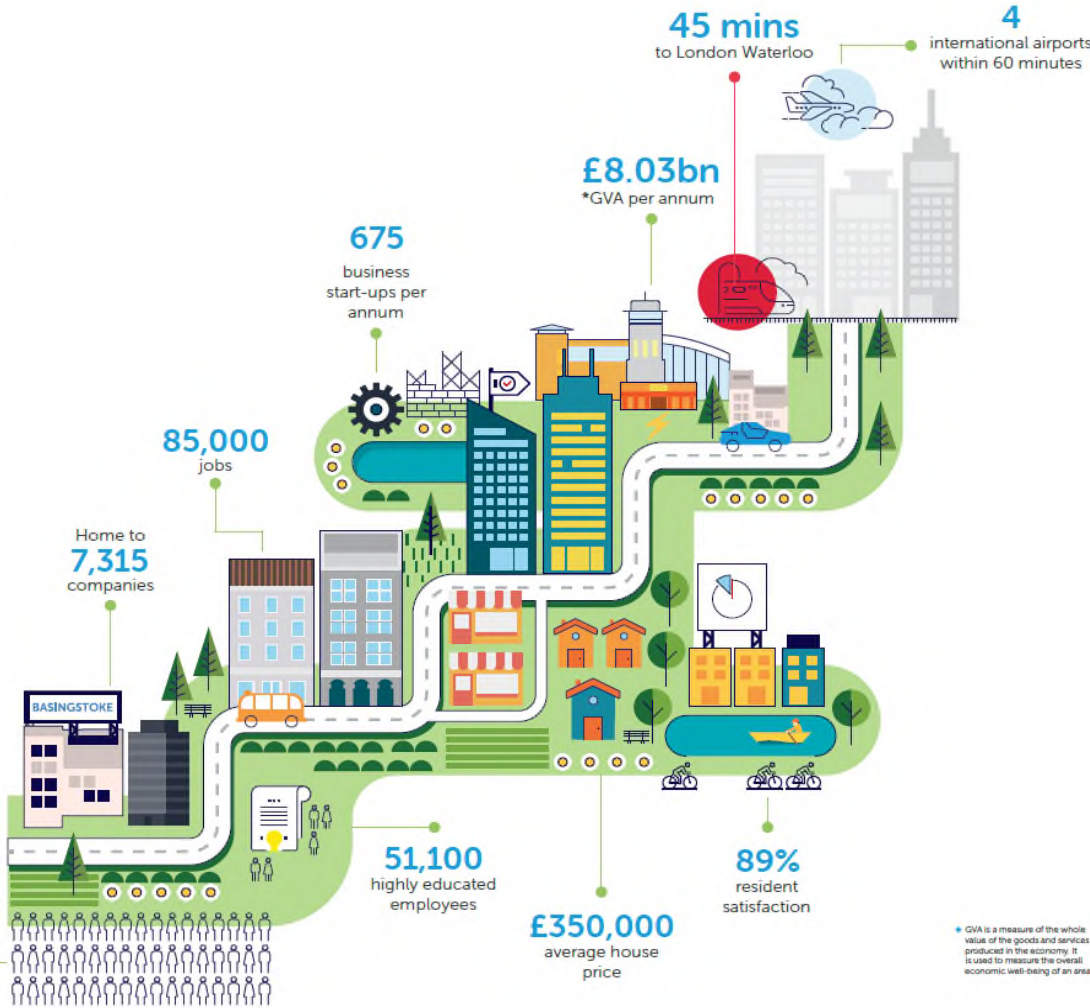 45 mins
to London Waterloo
4
international airports
within 60 minutes
£8.03bn
*GVA per annum
675
business
start-ups per
annum
85,000
jobs
Home to
7,315
companies
BASINGSTOKE
51,100
highly educated
employees
89%
resident
satisfaction
£350,000
average house
price
GVA is a measure of the whole
value of the goods and services
produced in the economy. It
is used to measure the overall
economic well-being of an area